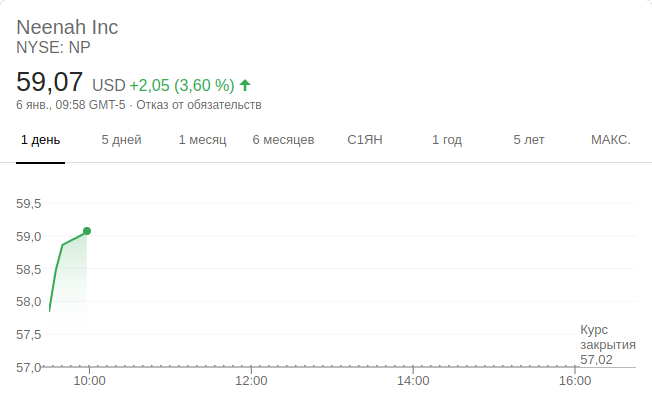 Neenah Inc
NYSE: NP
59,07 USD +2,05 (3,60 %)
6 янв., 09:58 GMT-5 · Отказ от обязательств
1 день 5 дней 1 месяц 6 месяцев С1ЯН 1 год 5 лет МАКС.
59,5
59,0
58,5
58,0
57,5
57,0
Курс
закрытия
57,02
10:00 12:00 14:00 16:00